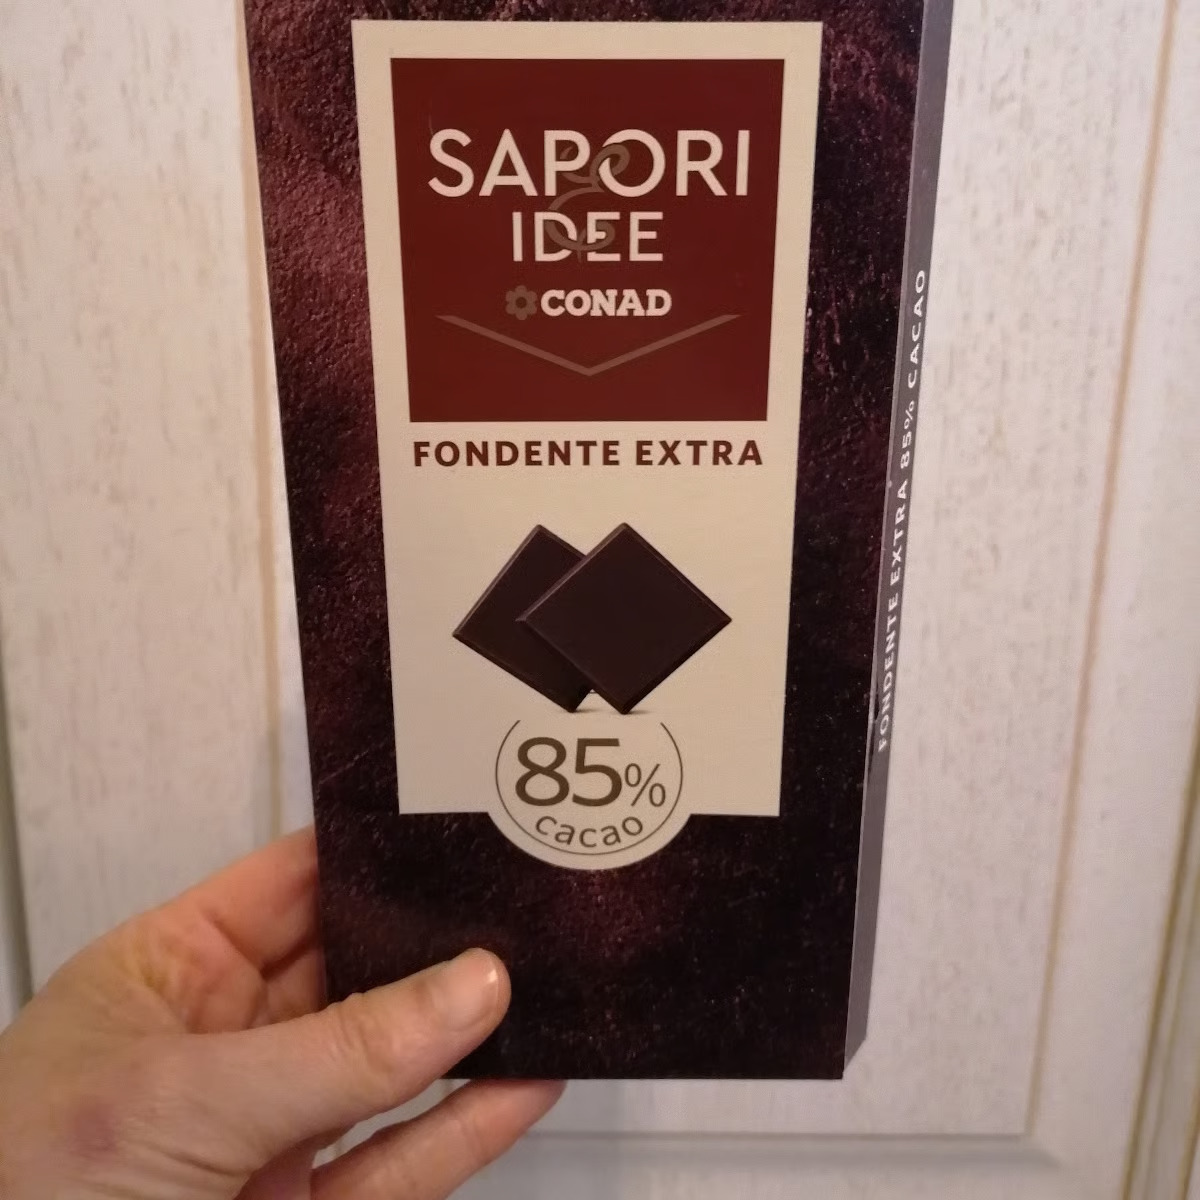 SAPORI
&
IDEE
CONAD
FONDENTE EXTRA
85%
cacao
FONDENTE EXTRA 85% CACAO